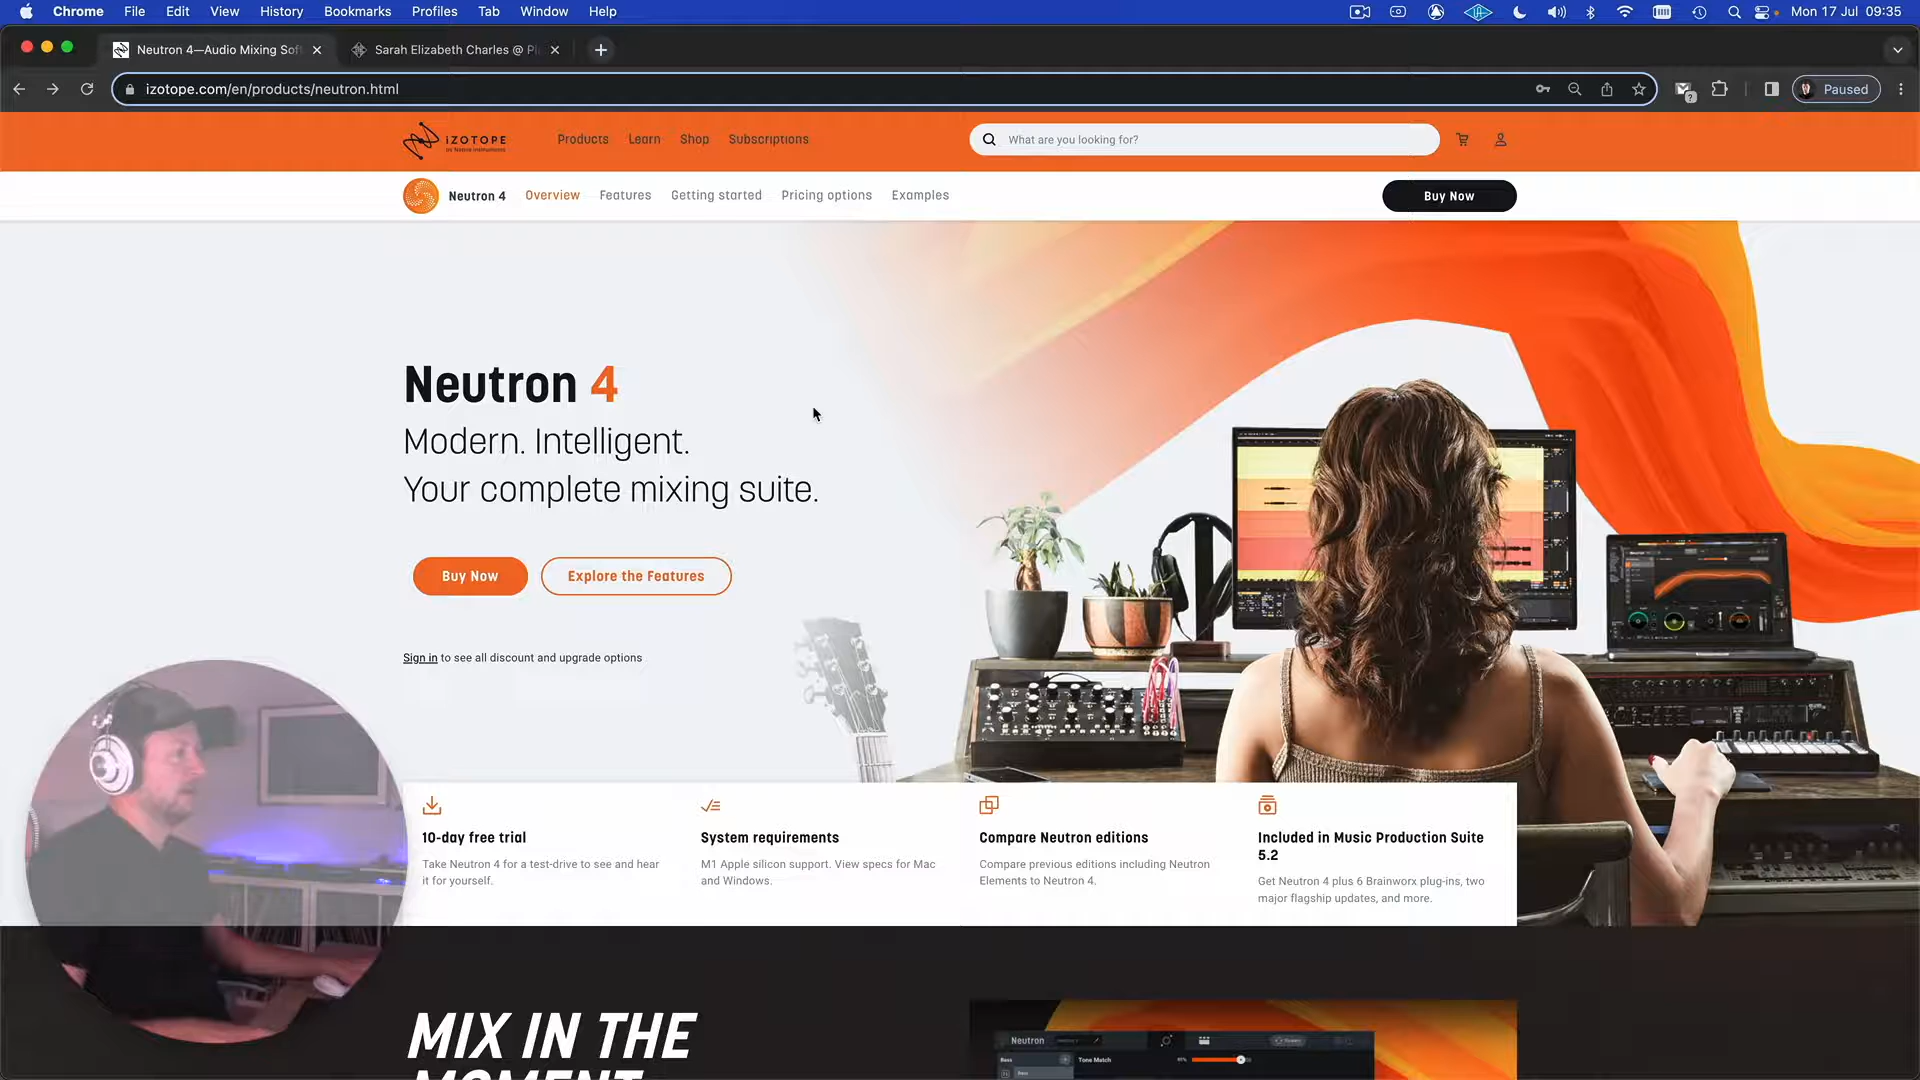 Chrome File Edit View History Bookmarks Profiles Tab Window Help
Mon 17 Jul 09:35
Neutron 4—Audio Mixing Sof
Sarah Elizabeth Charles @ Pl
izotope.com/en/products/neutron.html
Paused
iZOTOPE
Products Learn Shop Subscriptions
What are you looking for?
Neutron 4 Overview Features Getting started Pricing options Examples
Buy Now
Neutron 4
Modern. Intelligent.
Your complete mixing suite.
Buy Now
Explore the Features
Sign in to see all discount and upgrade options
10-day free trial
Take Neutron 4 for a test-drive to see and hear
it for yourself.
System requirements
M1 Apple silicon support. View specs for Mac
and Windows.
Compare Neutron editions
Compare previous editions including Neutron
Elements to Neutron 4.
Included in Music Production Suite
5.2
Get Neutron 4 plus 6 Brainworx plug-ins, two
major flagship updates, and more.
MIX IN THE
MOMENT
Neutron
Bass
Tone Match
Bass